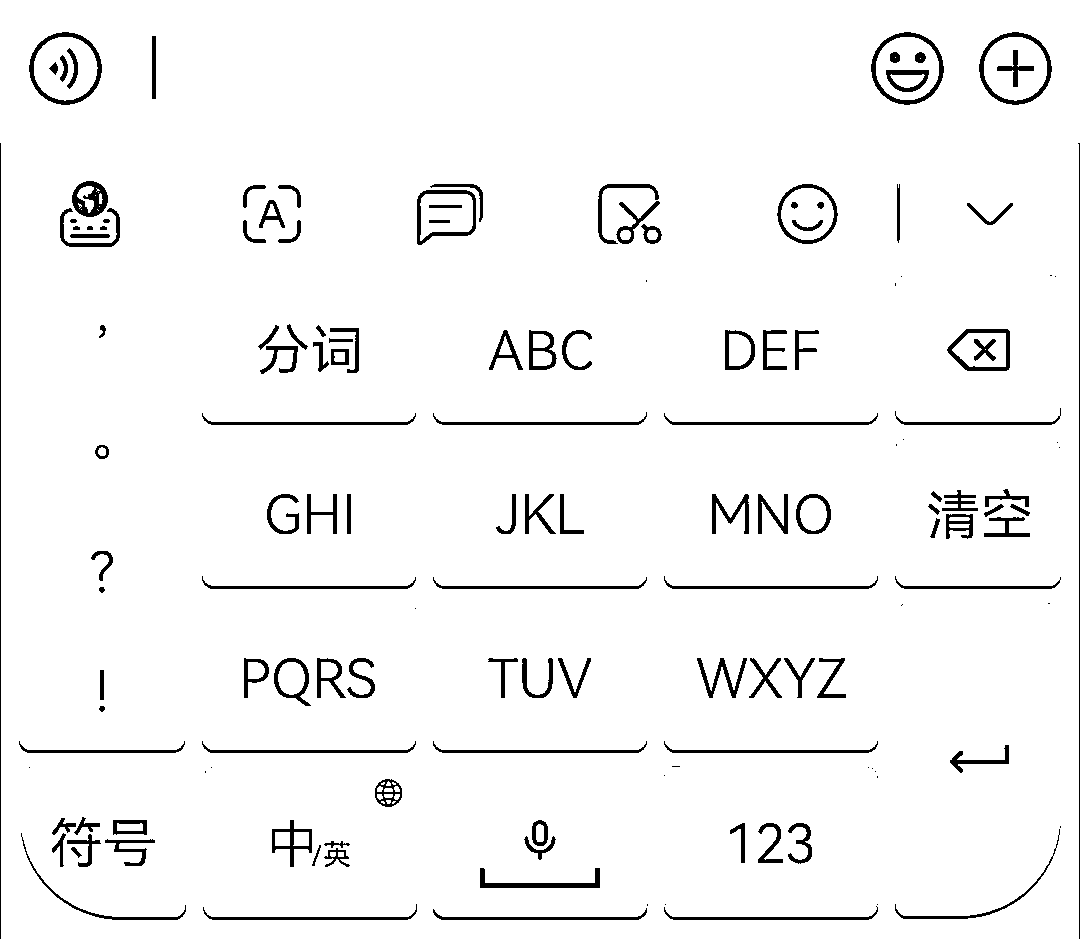 A
，
分词 ABC DEF
。
GHI JKL MNO 清空
？
PQRS TUV WXYZ
！
符号 中/英 123